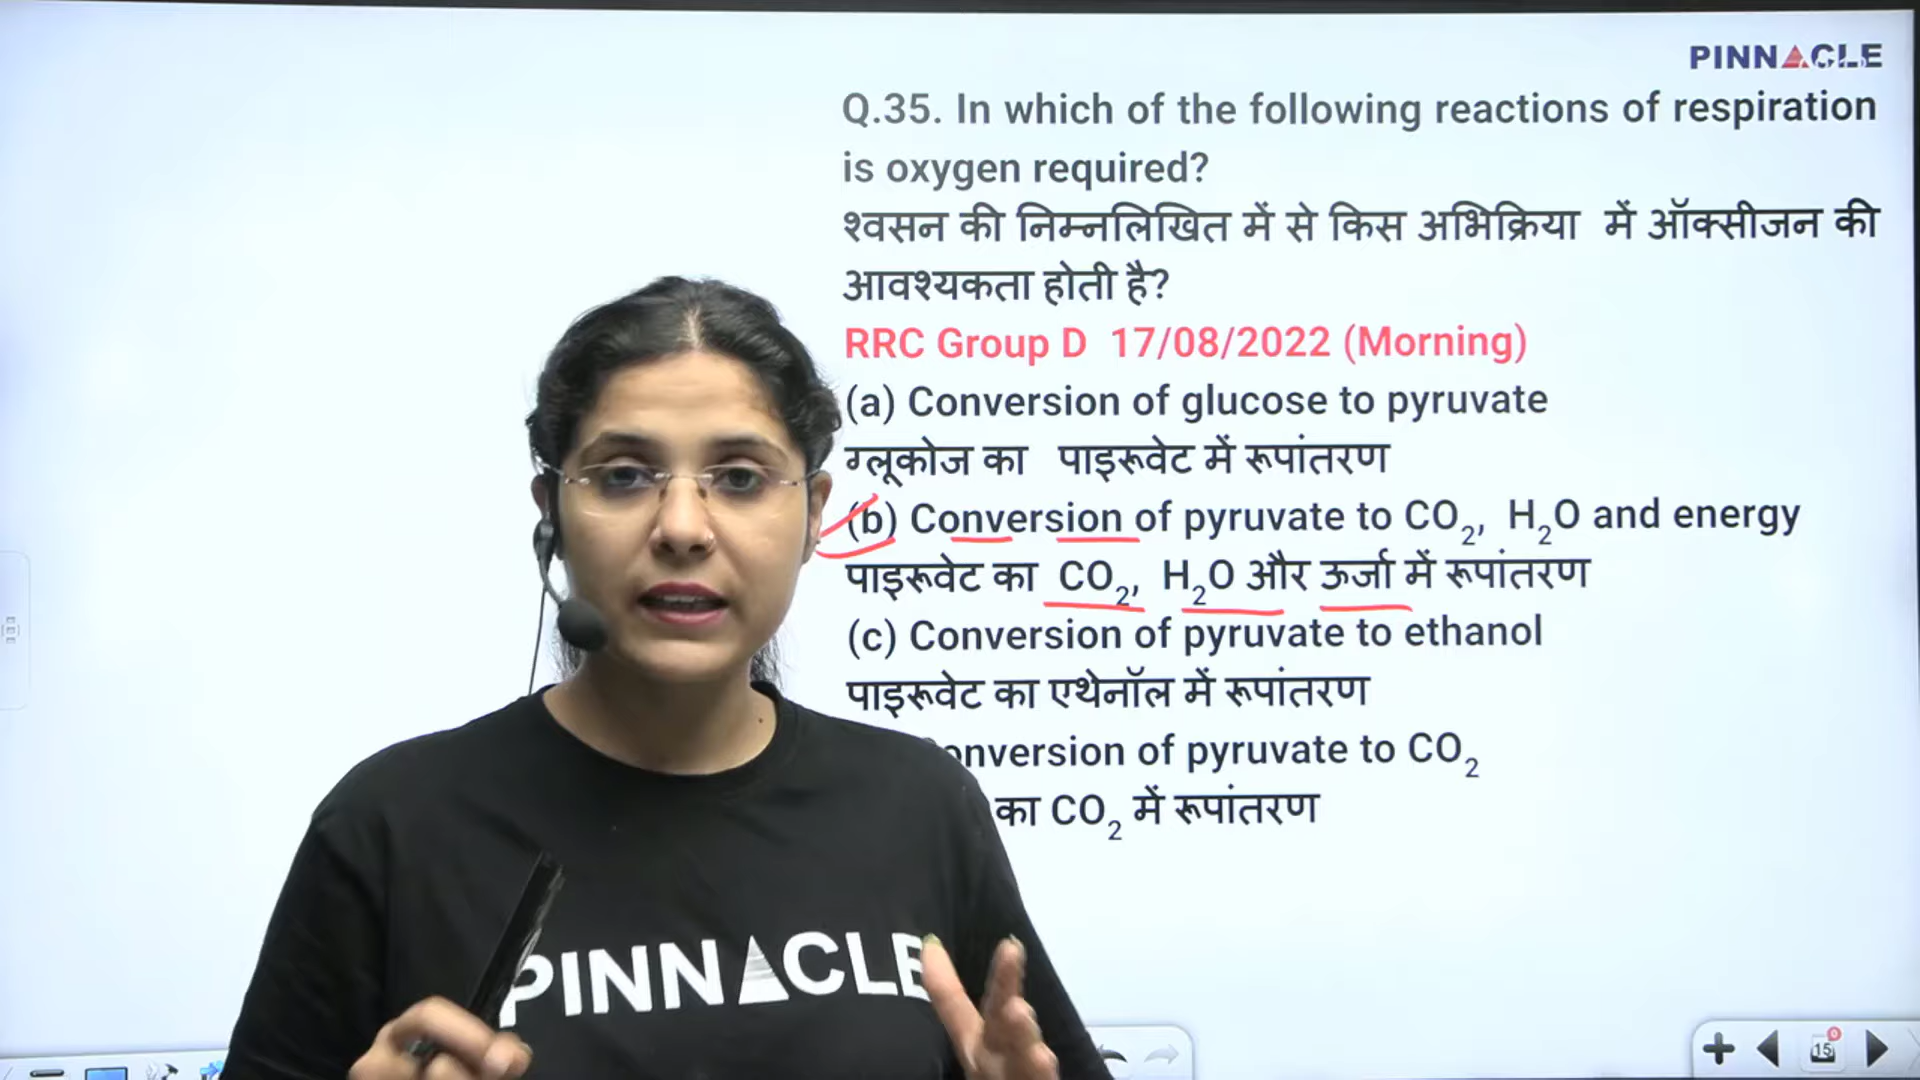 PINNACLE
Q.35. In which of the following reactions of respiration
is oxygen required?
श्वसन की निम्नलिखित में से किस अभिक्रिया में ऑक्सीजन की
आवश्यकता होती है?
RRC Group D 17/08/2022 (Morning)
(a) Conversion of glucose to pyruvate
ग्लूकोज का पाइरूवेट में रूपांतरण
(b) Conversion of pyruvate to CO₂, H₂O and energy
पाइरूवेट का CO₂, H₂O और ऊर्जा में रूपांतरण
(c) Conversion of pyruvate to ethanol
पाइरूवेट का एथेनॉल में रूपांतरण
onversion of pyruvate to CO₂
का CO₂ में रूपांतरण
PINNACLE
15